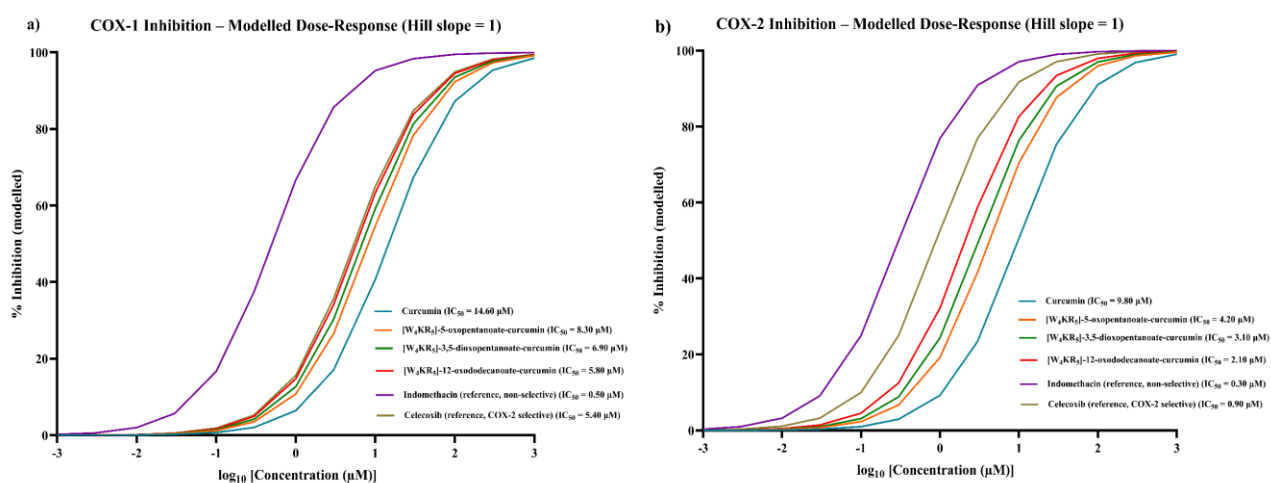 a)
COX-1 Inhibition – Modelled Dose-Response (Hill slope = 1)
% Inhibition (modelled)
100
80
60
40
20
0
-3
-2
-1
0
1
2
3
log10 [Concentration (µM)]
Curcumin (IC50 = 14.60 µM)
[W4KR5]-5-oxopentanoate-curcumin (IC50 = 8.30 µM)
[W4KR5]-3,5-dioxopentanoate-curcumin (IC50 = 6.90 µM)
[W4KR5]-12-oxododecanoate-curcumin (IC50 = 5.80 µM)
Indomethacin (reference, non-selective) (IC50 = 0.50 µM)
Celecoxib (reference, COX-2 selective) (IC50 = 5.40 µM)
b)
COX-2 Inhibition – Modelled Dose-Response (Hill slope = 1)
% Inhibition (modelled)
100
80
60
40
20
0
-3
-2
-1
0
1
2
3
log10 [Concentration (µM)]
Curcumin (IC50 = 9.80 µM)
[W4KR5]-5-oxopentanoate-curcumin (IC50 = 4.20 µM)
[W4KR5]-3,5-dioxopentanoate-curcumin (IC50 = 3.10 µM)
[W4KR5]-12-oxododecanoate-curcumin (IC50 = 2.10 µM)
Indomethacin (reference, non-selective) (IC50 = 0.30 µM)
Celecoxib (reference, COX-2 selective) (IC50 = 0.90 µM)